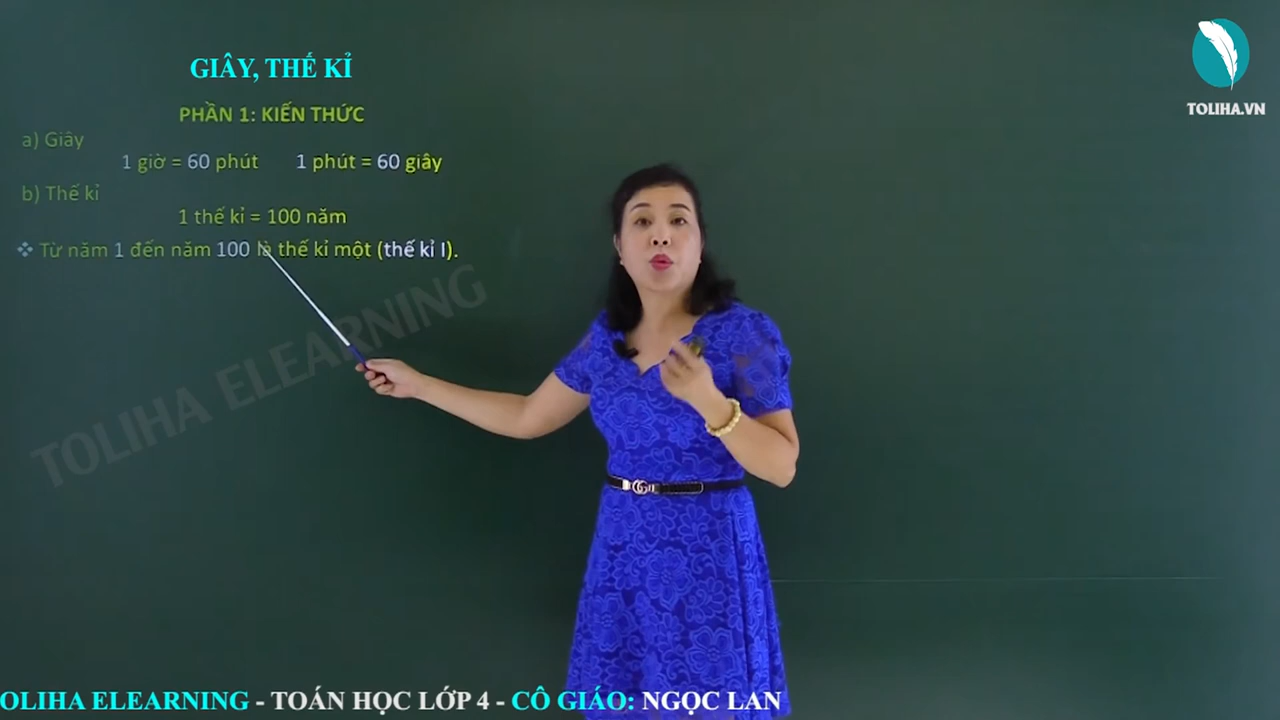 GIÂY, THẾ KỈ
PHẦN 1: KIẾN THỨC
a) Giây
1 giờ = 60 phút 1 phút = 60 giây
b) Thế kỉ
1 thế kỉ = 100 năm
❖ Từ năm 1 đến năm 100 là thế kỉ một (thế kỉ I).
TOLIHA.VN
TOLIHA ELEARNING
OLIHA ELEARNING - TOÁN HỌC LỚP 4 - CÔ GIÁO: NGỌC LAN